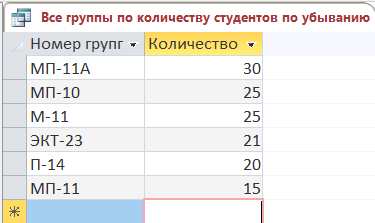 Все группы по количеству студентов по убыванию
Номер групг Количество
МП-11А 30
МП-10 25
М-11 25
ЭКТ-23 21
П-14 20
МП-11 15